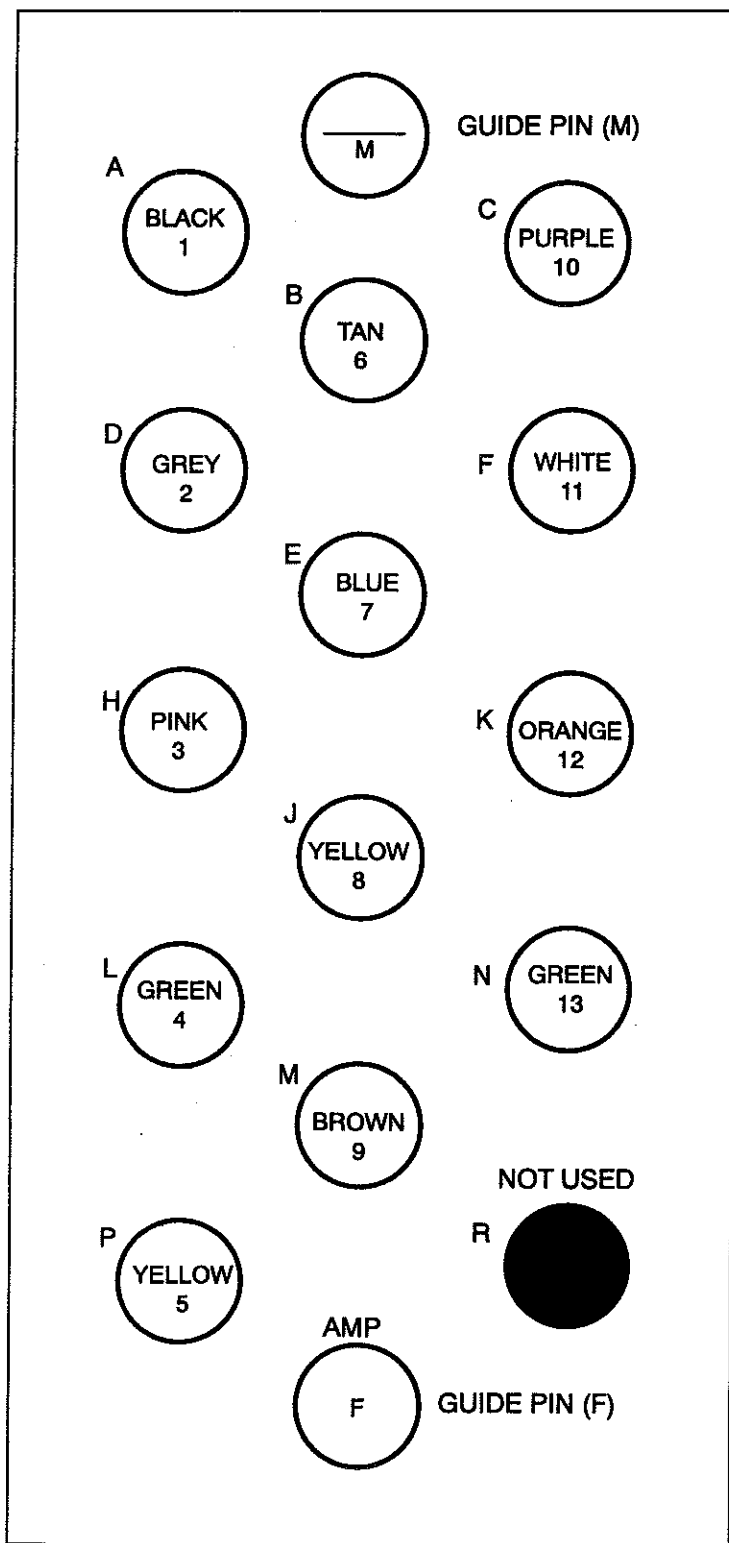 GUIDE PIN (M)
M
A
BLACK
1
C
PURPLE
10
B
TAN
6
D
GREY
2
F
WHITE
11
E
BLUE
7
H
PINK
3
K
ORANGE
12
J
YELLOW
8
L
GREEN
4
N
GREEN
13
M
BROWN
9
NOT USED
R
P
YELLOW
5
AMP
F
GUIDE PIN (F)